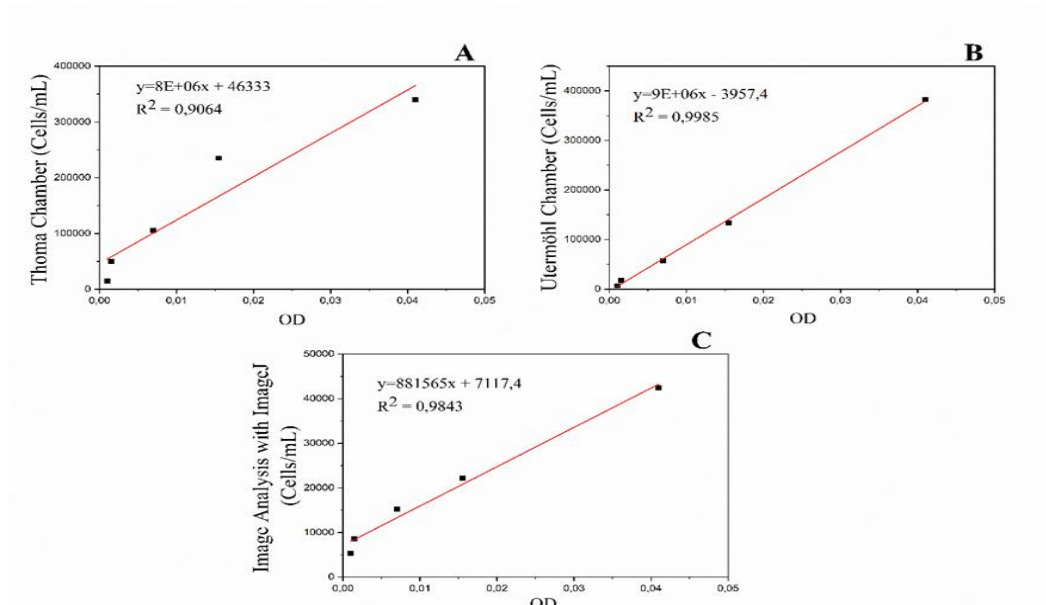 A
y=8E+06x + 46333
R2 = 0,9064
Thoma Chamber (Cells/mL)
400000
300000
200000
100000
0
0,00 0,01 0,02 0,03 0,04 0,05
OD
B
y=9E+06x - 3957,4
R2 = 0,9985
Utermöhl Chamber (Cells/mL)
400000
300000
200000
100000
0
0,00 0,01 0,02 0,03 0,04 0,05
OD
C
y=881565x + 7117,4
R2 = 0,9843
Image Analysis with ImageJ
(Cells/mL)
50000
40000
30000
20000
10000
0
0,00 0,01 0,02 0,03 0,04 0,05
OD